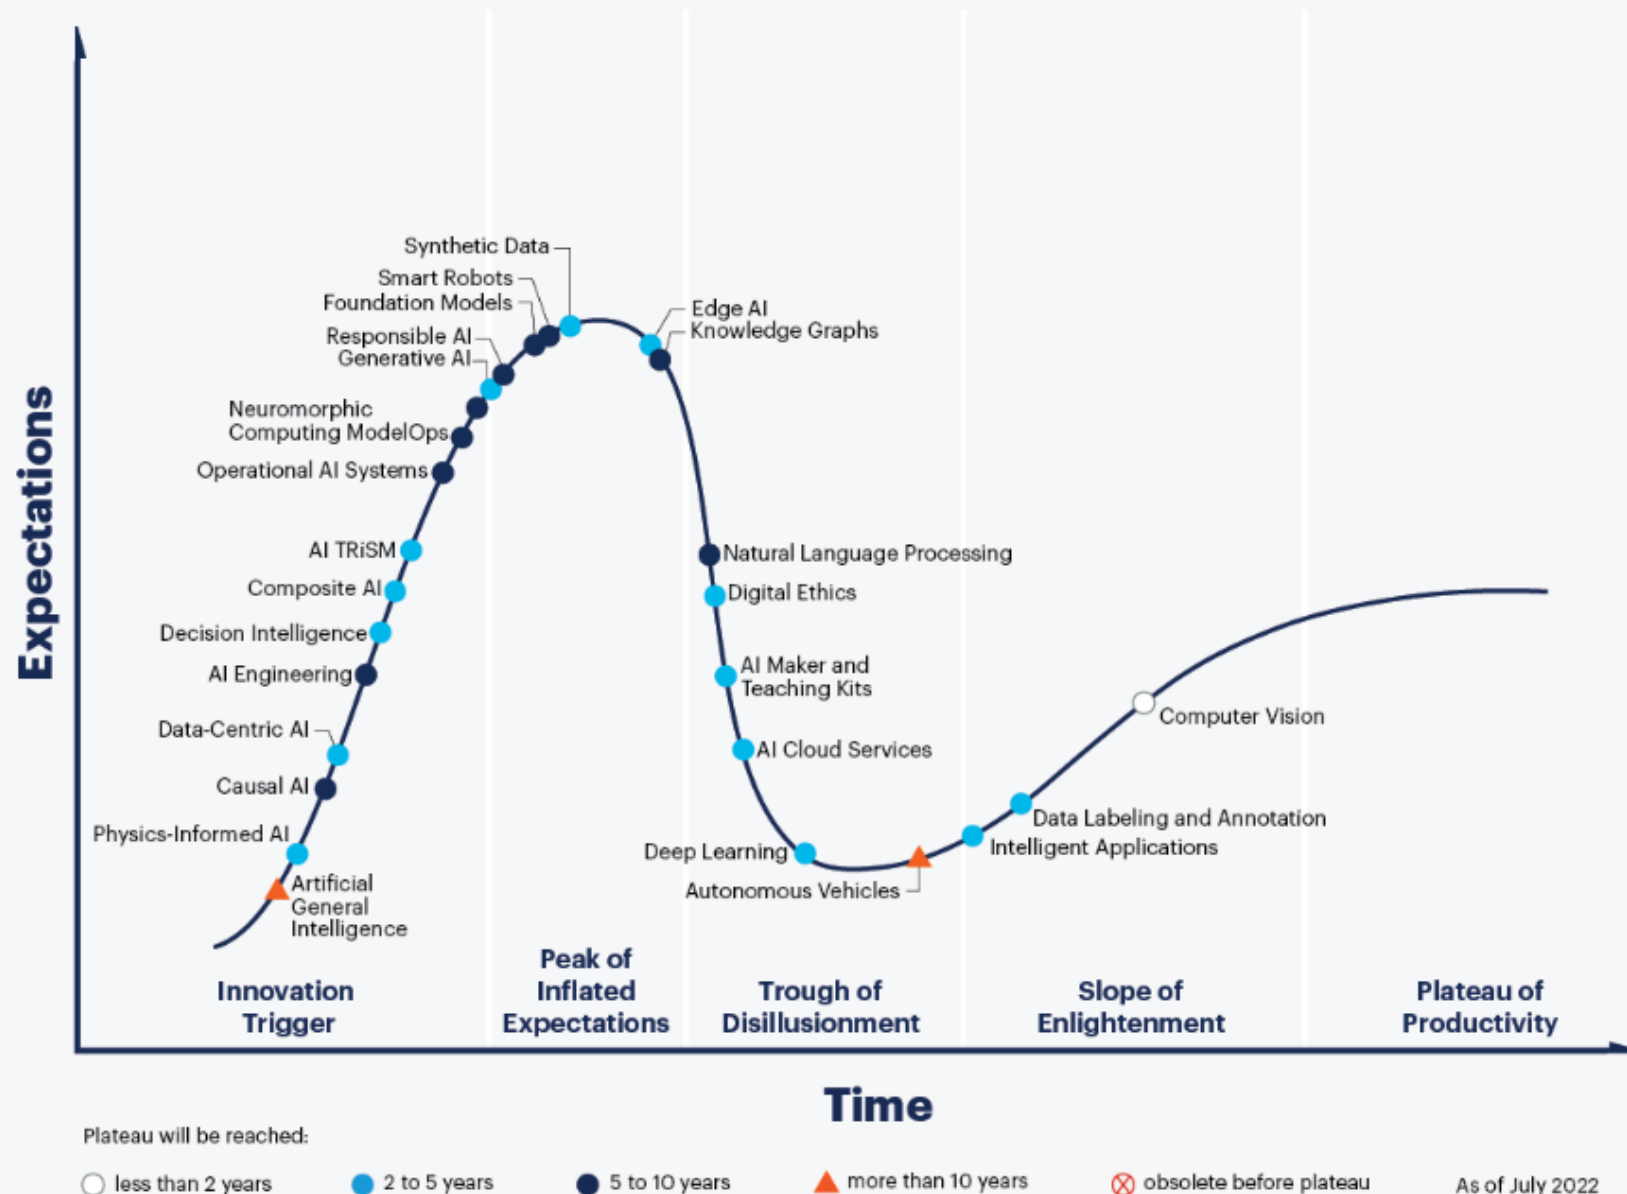 Expectations
Synthetic Data
Smart Robots
Foundation Models
Responsible AI
Generative AI
Neuromorphic
Computing ModelOps
Operational AI Systems
AI TRiSM
Composite AI
Decision Intelligence
AI Engineering
Data-Centric AI
Causal AI
Physics-Informed AI
Artificial
General
Intelligence
Edge AI
Knowledge Graphs
Natural Language Processing
Digital Ethics
AI Maker and
Teaching Kits
AI Cloud Services
Deep Learning
Autonomous Vehicles
Computer Vision
Data Labeling and Annotation
Intelligent Applications
Innovation
Trigger
Peak of
Inflated
Expectations
Trough of
Disillusionment
Slope of
Enlightenment
Plateau of
Productivity
Time
Plateau will be reached:
less than 2 years
2 to 5 years
5 to 10 years
more than 10 years
obsolete before plateau
As of July 2022